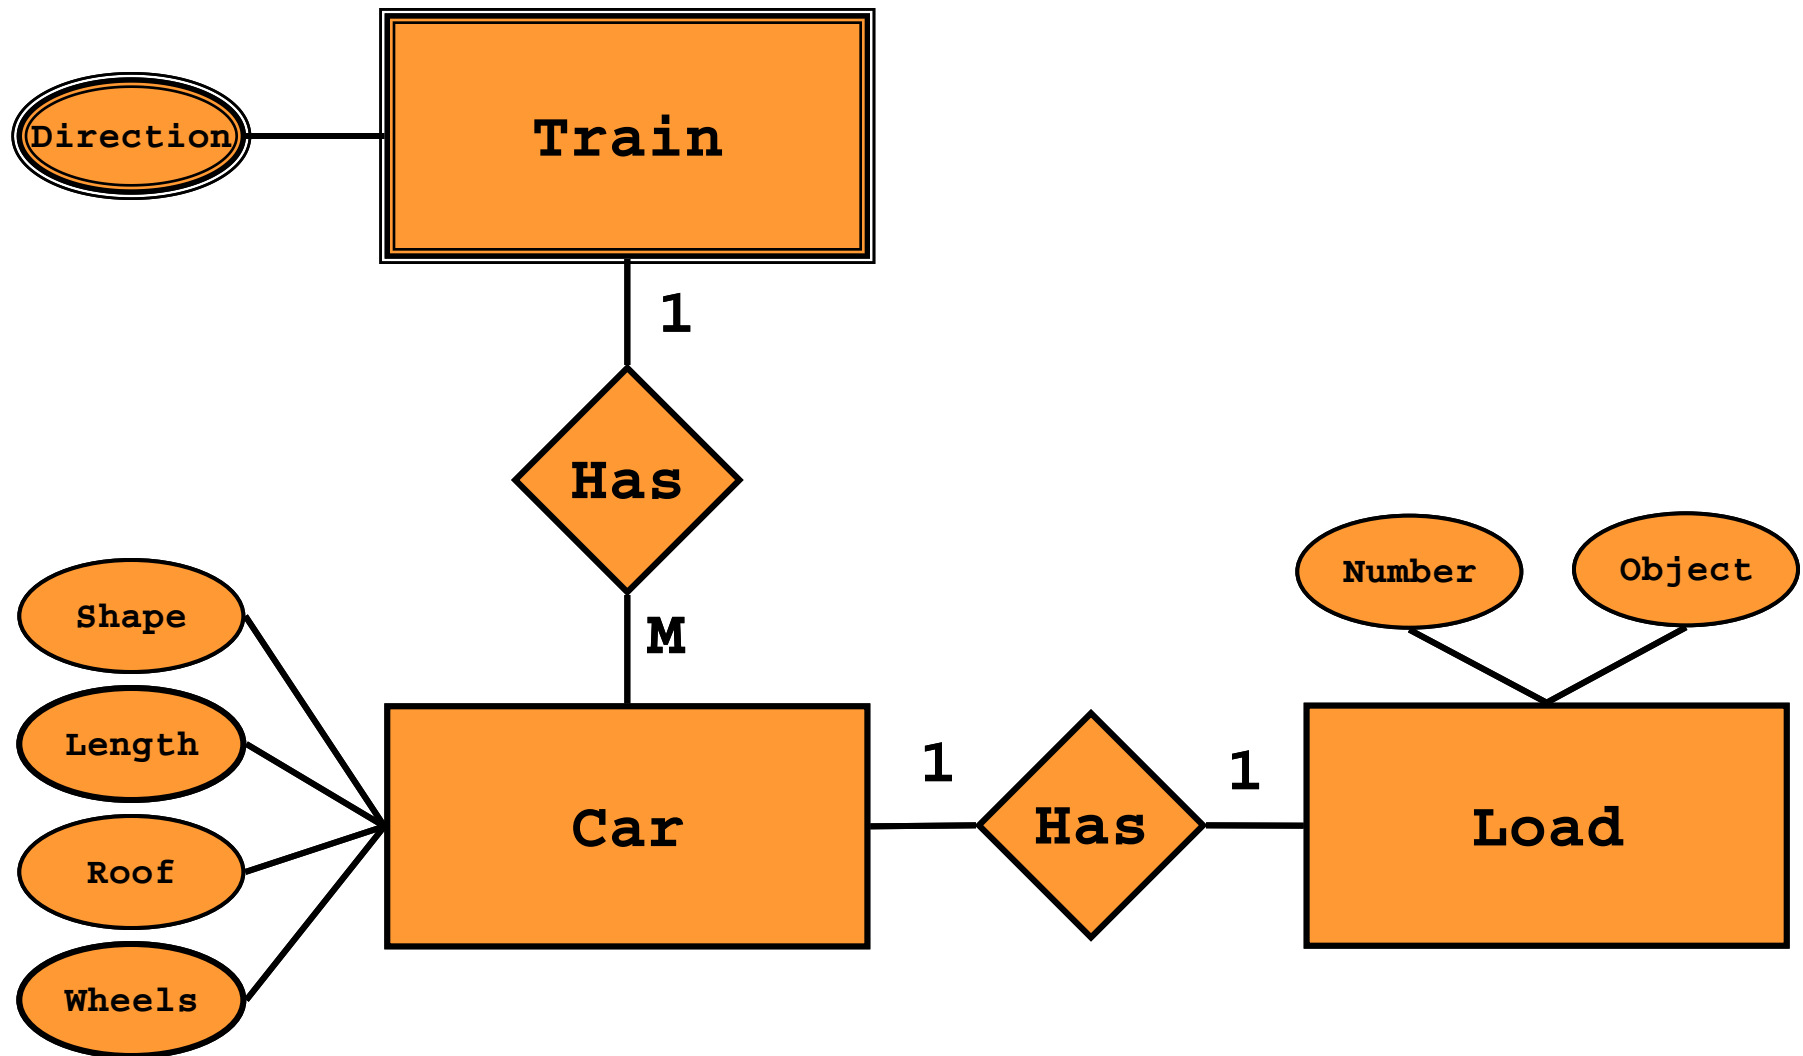 Direction
Train
1
Has
M
Shape
Length
Roof
Wheels
Car
1
Has
1
Number
Object
Load